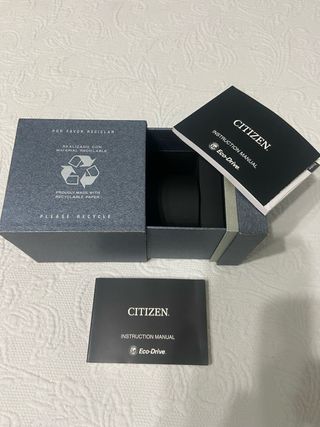 POR FAVOR RECICLAR
REALIZADO CON
MATERIAL RECICLABLE
PROUDLY MADE WITH
RECYCLABLE PAPER
PLEASE RECYCLE
CITIZEN
INSTRUCTION MANUAL
Eco-Drive
CITIZEN
INSTRUCTION MANUAL
Eco-Drive